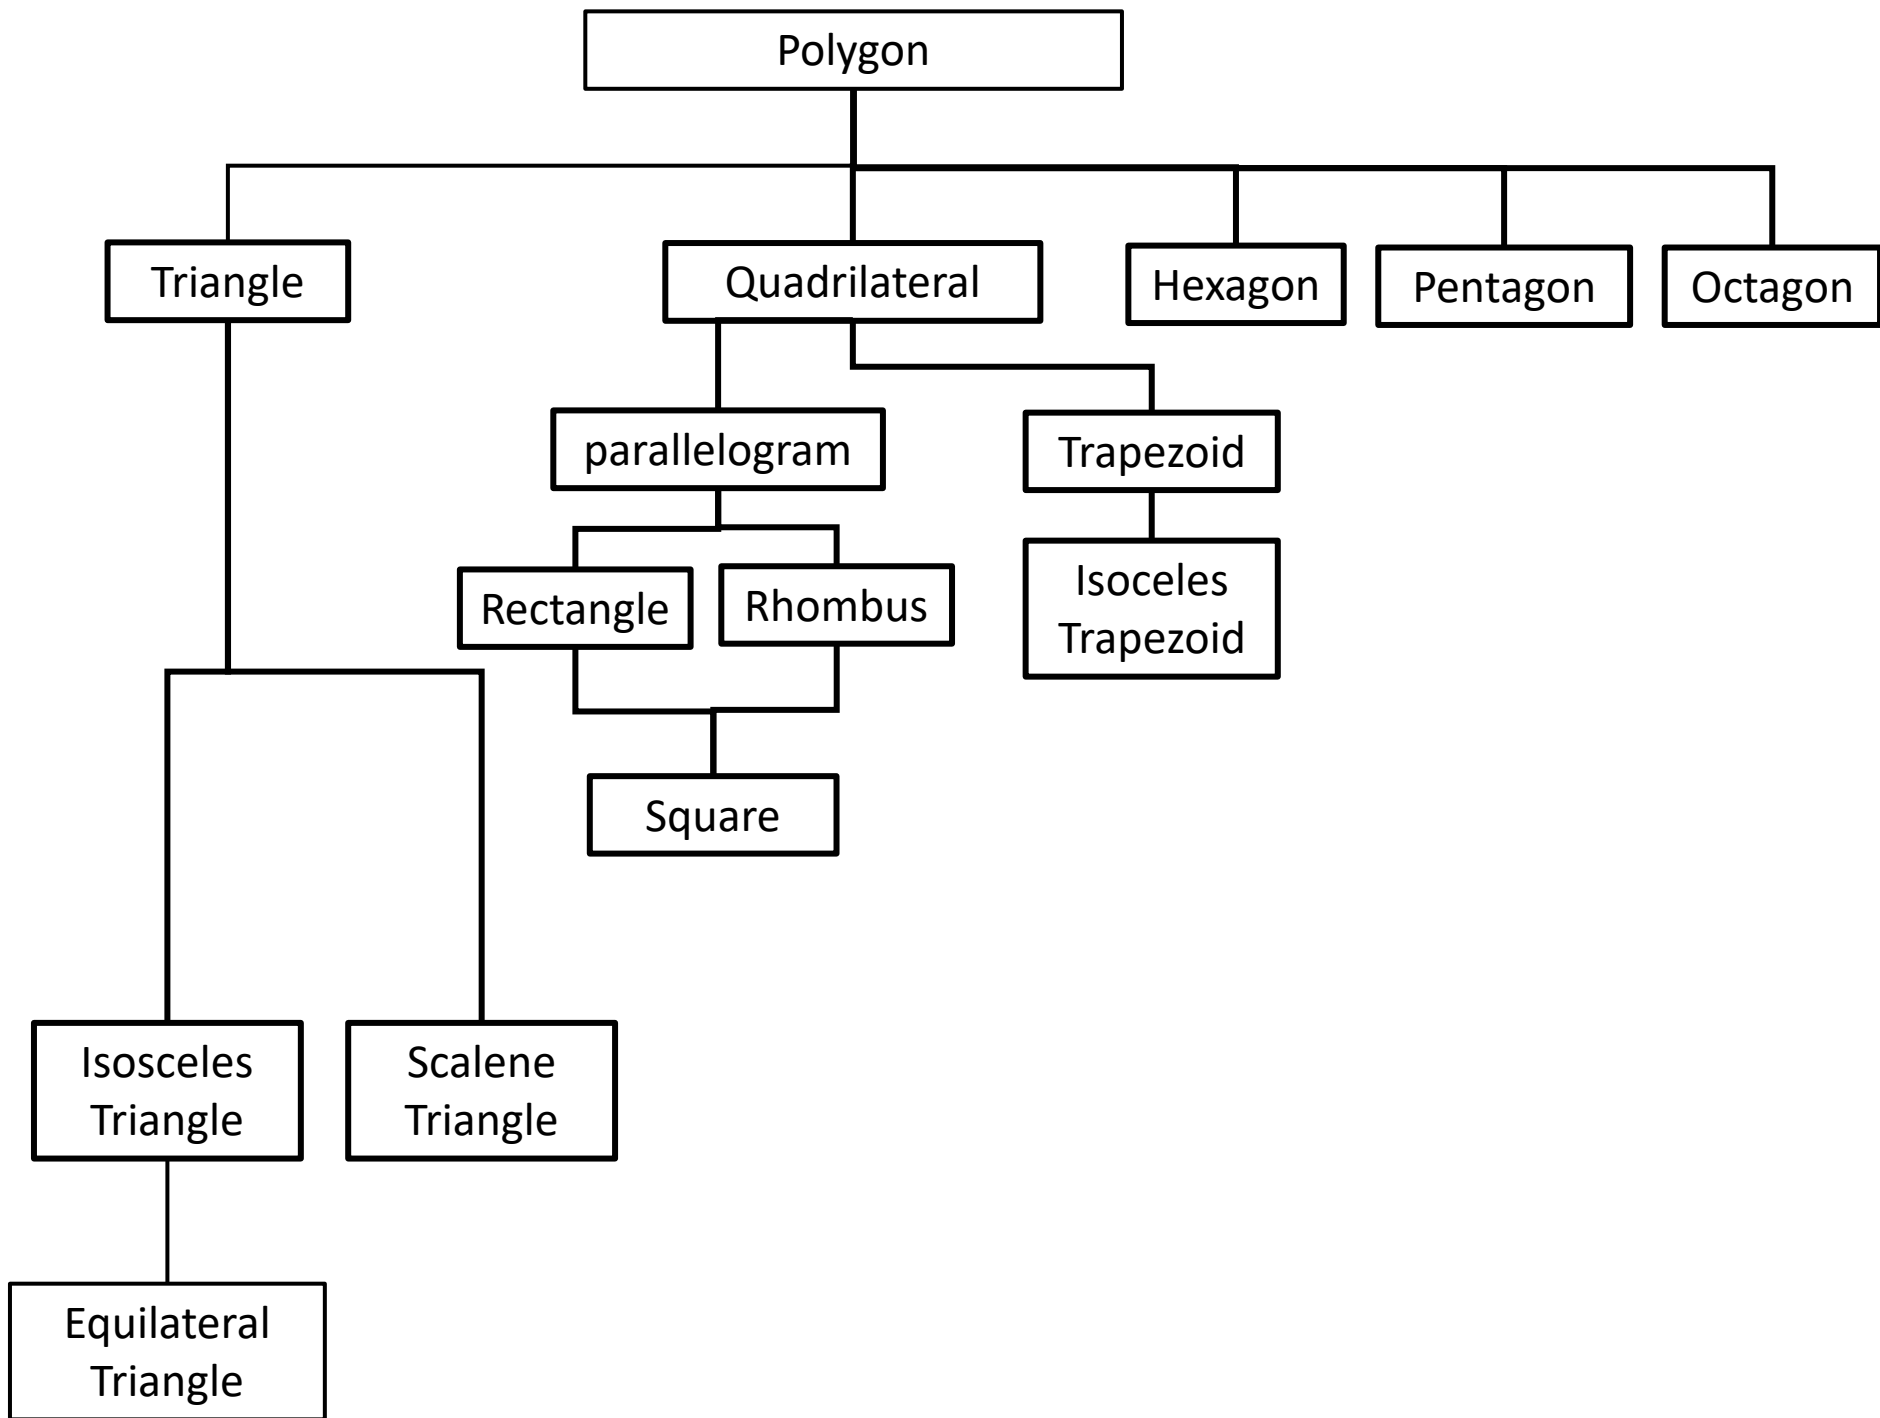 Polygon
Triangle
Quadrilateral
Hexagon
Pentagon
Octagon
parallelogram
Trapezoid
Rectangle
Rhombus
Isoceles
Trapezoid
Square
Isosceles
Triangle
Scalene
Triangle
Equilateral
Triangle